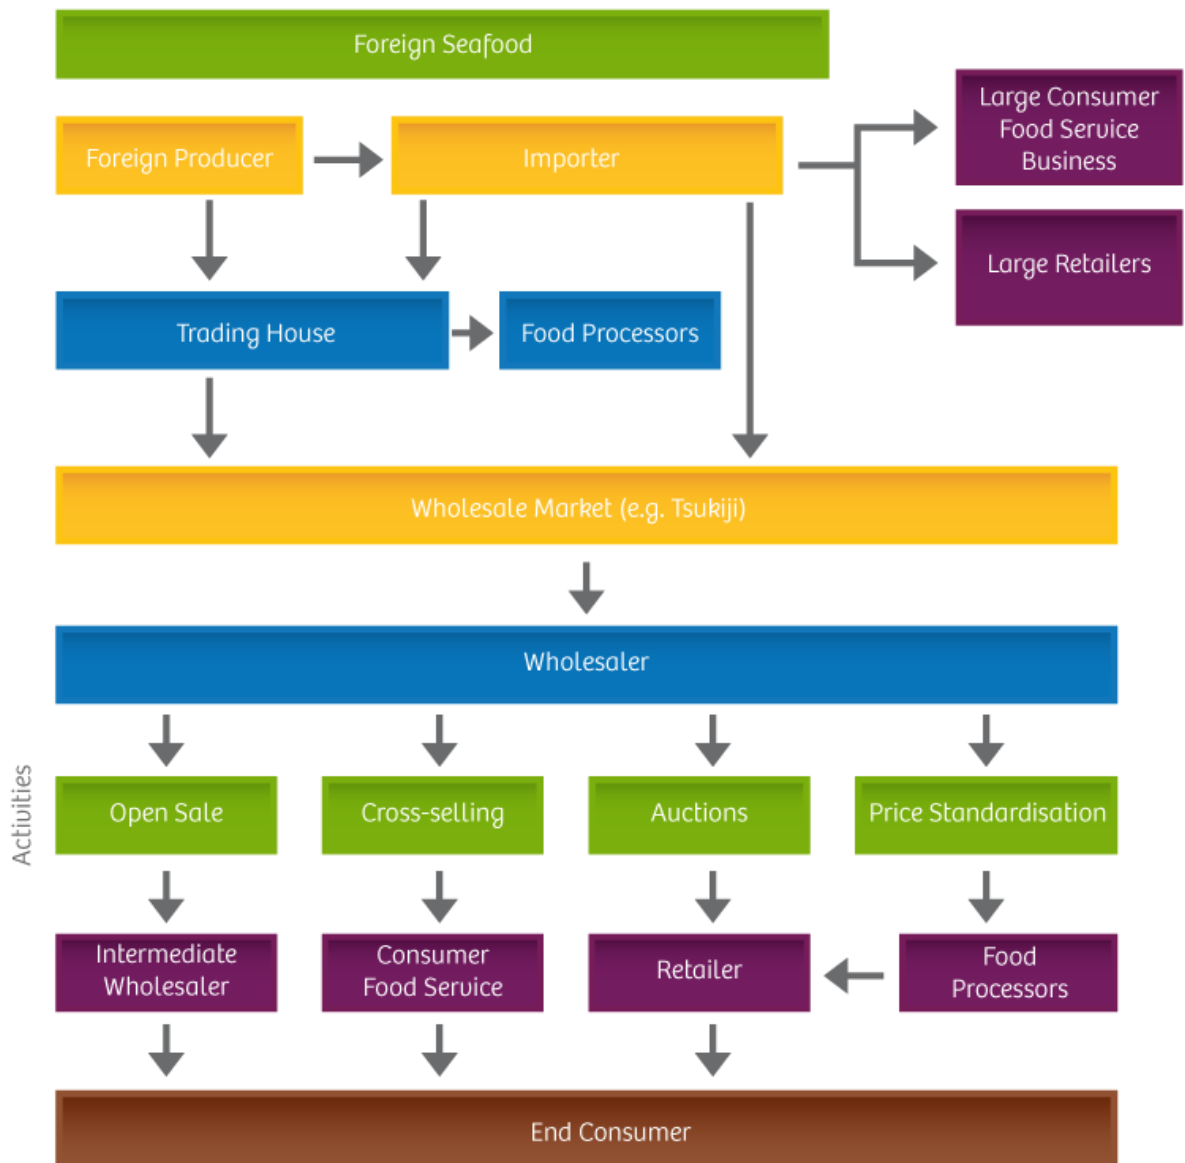 Foreign Seafood
Foreign Producer
Importer
Large Consumer
Food Service
Business
Large Retailers
Trading House
Food Processors
Wholesale Market (e.g. Tsukiji)
Wholesaler
Activities
Open Sale
Cross-selling
Auctions
Price Standardisation
Intermediate
Wholesaler
Consumer
Food Service
Retailer
Food
Processors
End Consumer